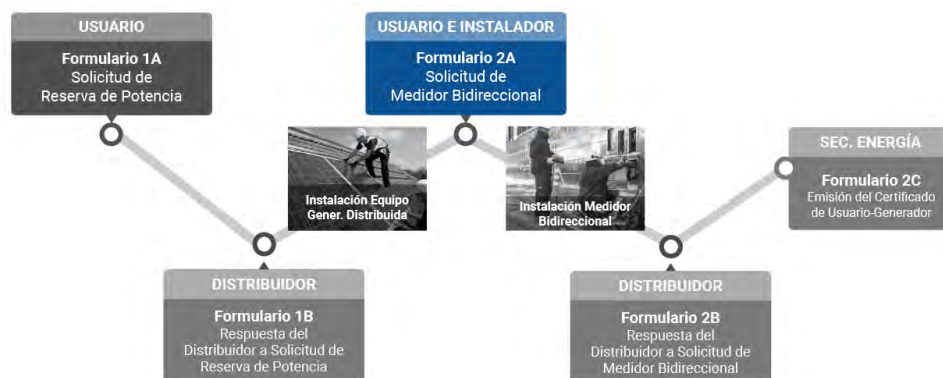 USUARIO
Formulario 1A
Solicitud de
Reserva de Potencia
DISTRIBUIDOR
Formulario 1B
Respuesta del
Distribuidor a Solicitud de
Reserva de Potencia
Instalación Equipo
Gener. Distribuida
USUARIO E INSTALADOR
Formulario 2A
Solicitud de
Medidor Bidireccional
Instalación Medidor
Bidireccional
DISTRIBUIDOR
Formulario 2B
Respuesta del
Distribuidor a Solicitud de
Medidor Bidireccional
SEC. ENERGÍA
Formulario 2C
Emisión del Certificado
de Usuario-Generador